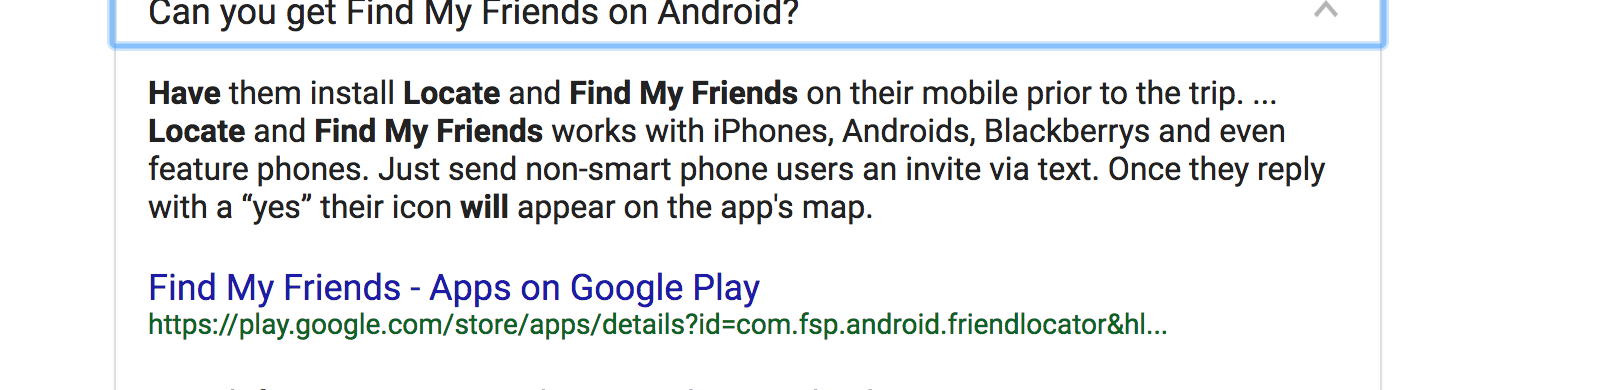 Can you get Find My Friends on Android?
Have them install Locate and Find My Friends on their mobile prior to the trip. ...
Locate and Find My Friends works with iPhones, Androids, Blackberrys and even
feature phones. Just send non-smart phone users an invite via text. Once they reply
with a “yes” their icon will appear on the app's map.
Find My Friends - Apps on Google Play
https://play.google.com/store/apps/details?id=com.fsp.android.friendlocator&hl...